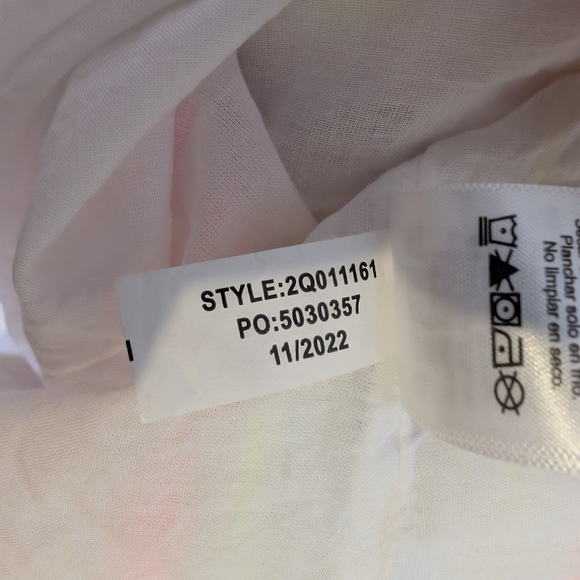 STYLE:2Q011161
PO:5030357
11/2022
Planchar solo en frío.
No limpiar en seco.